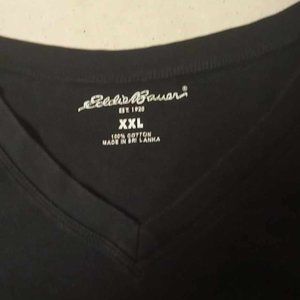 Eddie Bauer
EST. 1920
XXL
100% COTTON
MADE IN SRI LANKA